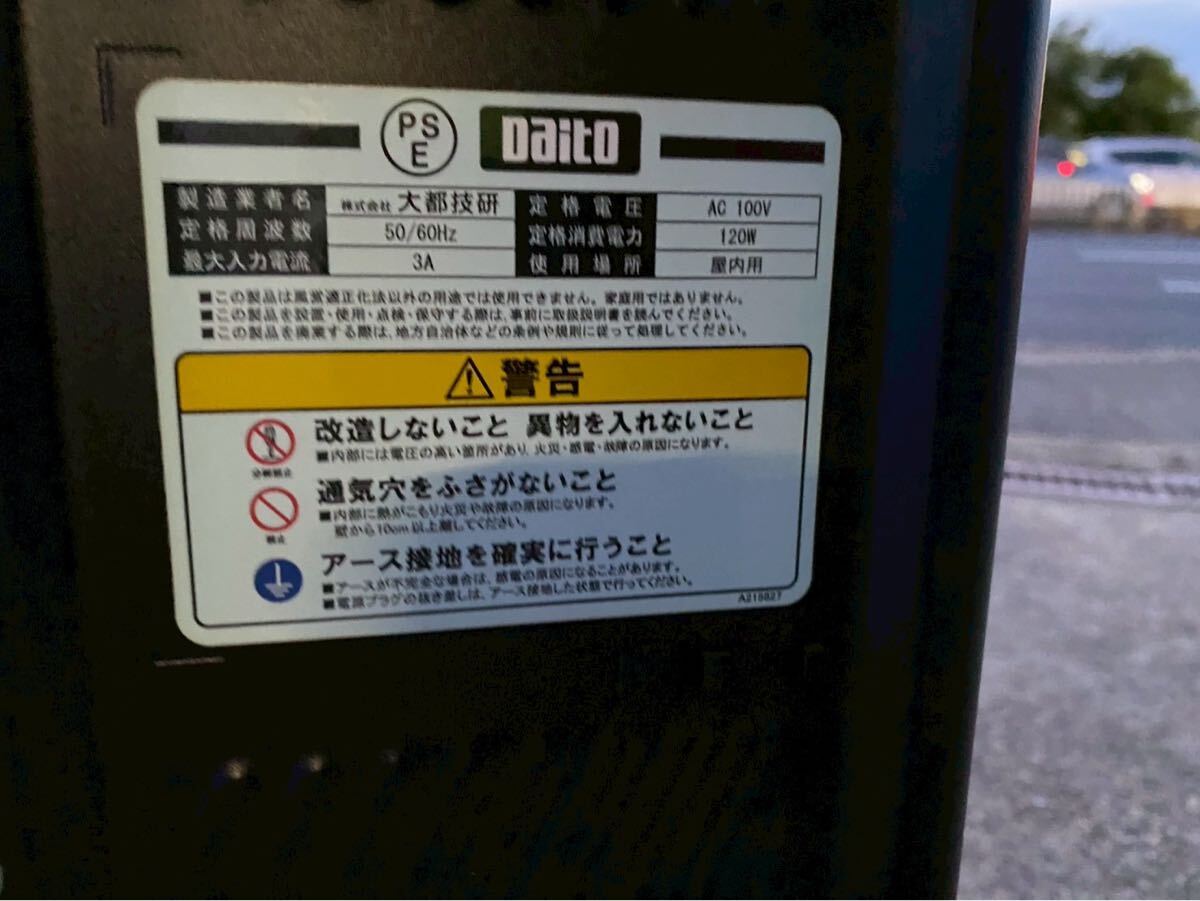 PS
E
Daito
製造業者名 株式会社 大都技研 定格電圧 AC 100V
定格周波数 50/60Hz 定格消費電力 120W
最大入力電流 3A 使用場所 屋内用
■この製品は風営適正化法以外の用途では使用できません。家庭用ではありません。
■この製品を設置・使用・点検・保守する際は、事前に取扱説明書を読んでください。
■この製品を廃棄する際は、地方自治体などの条例や規則に従って処理してください。
警告
改造しないこと 異物を入れないこと
■内部には電圧の高い箇所があり、火災・感電・故障の原因になります。
分解禁止
通気穴をふさがないこと
■内部に熱がこもり火災や故障の原因になります。
壁から10cm以上離してください。
禁止
アース接地を確実に行うこと
■アースが不完全な場合は、感電の原因になることがあります。
■電源プラグの抜き差しは、アース接地した状態で行ってください。
A215827